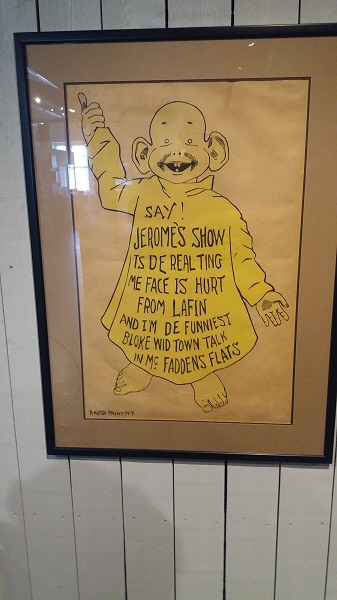 SAY!
JEROME'S SHOW
IS DE REAL TING
ME FACE IS HURT
FROM LAFIN'
AND I'M DE FUNNIEST
BLOKE WID TOWN TALK
IN Mc FADDENS FLATS